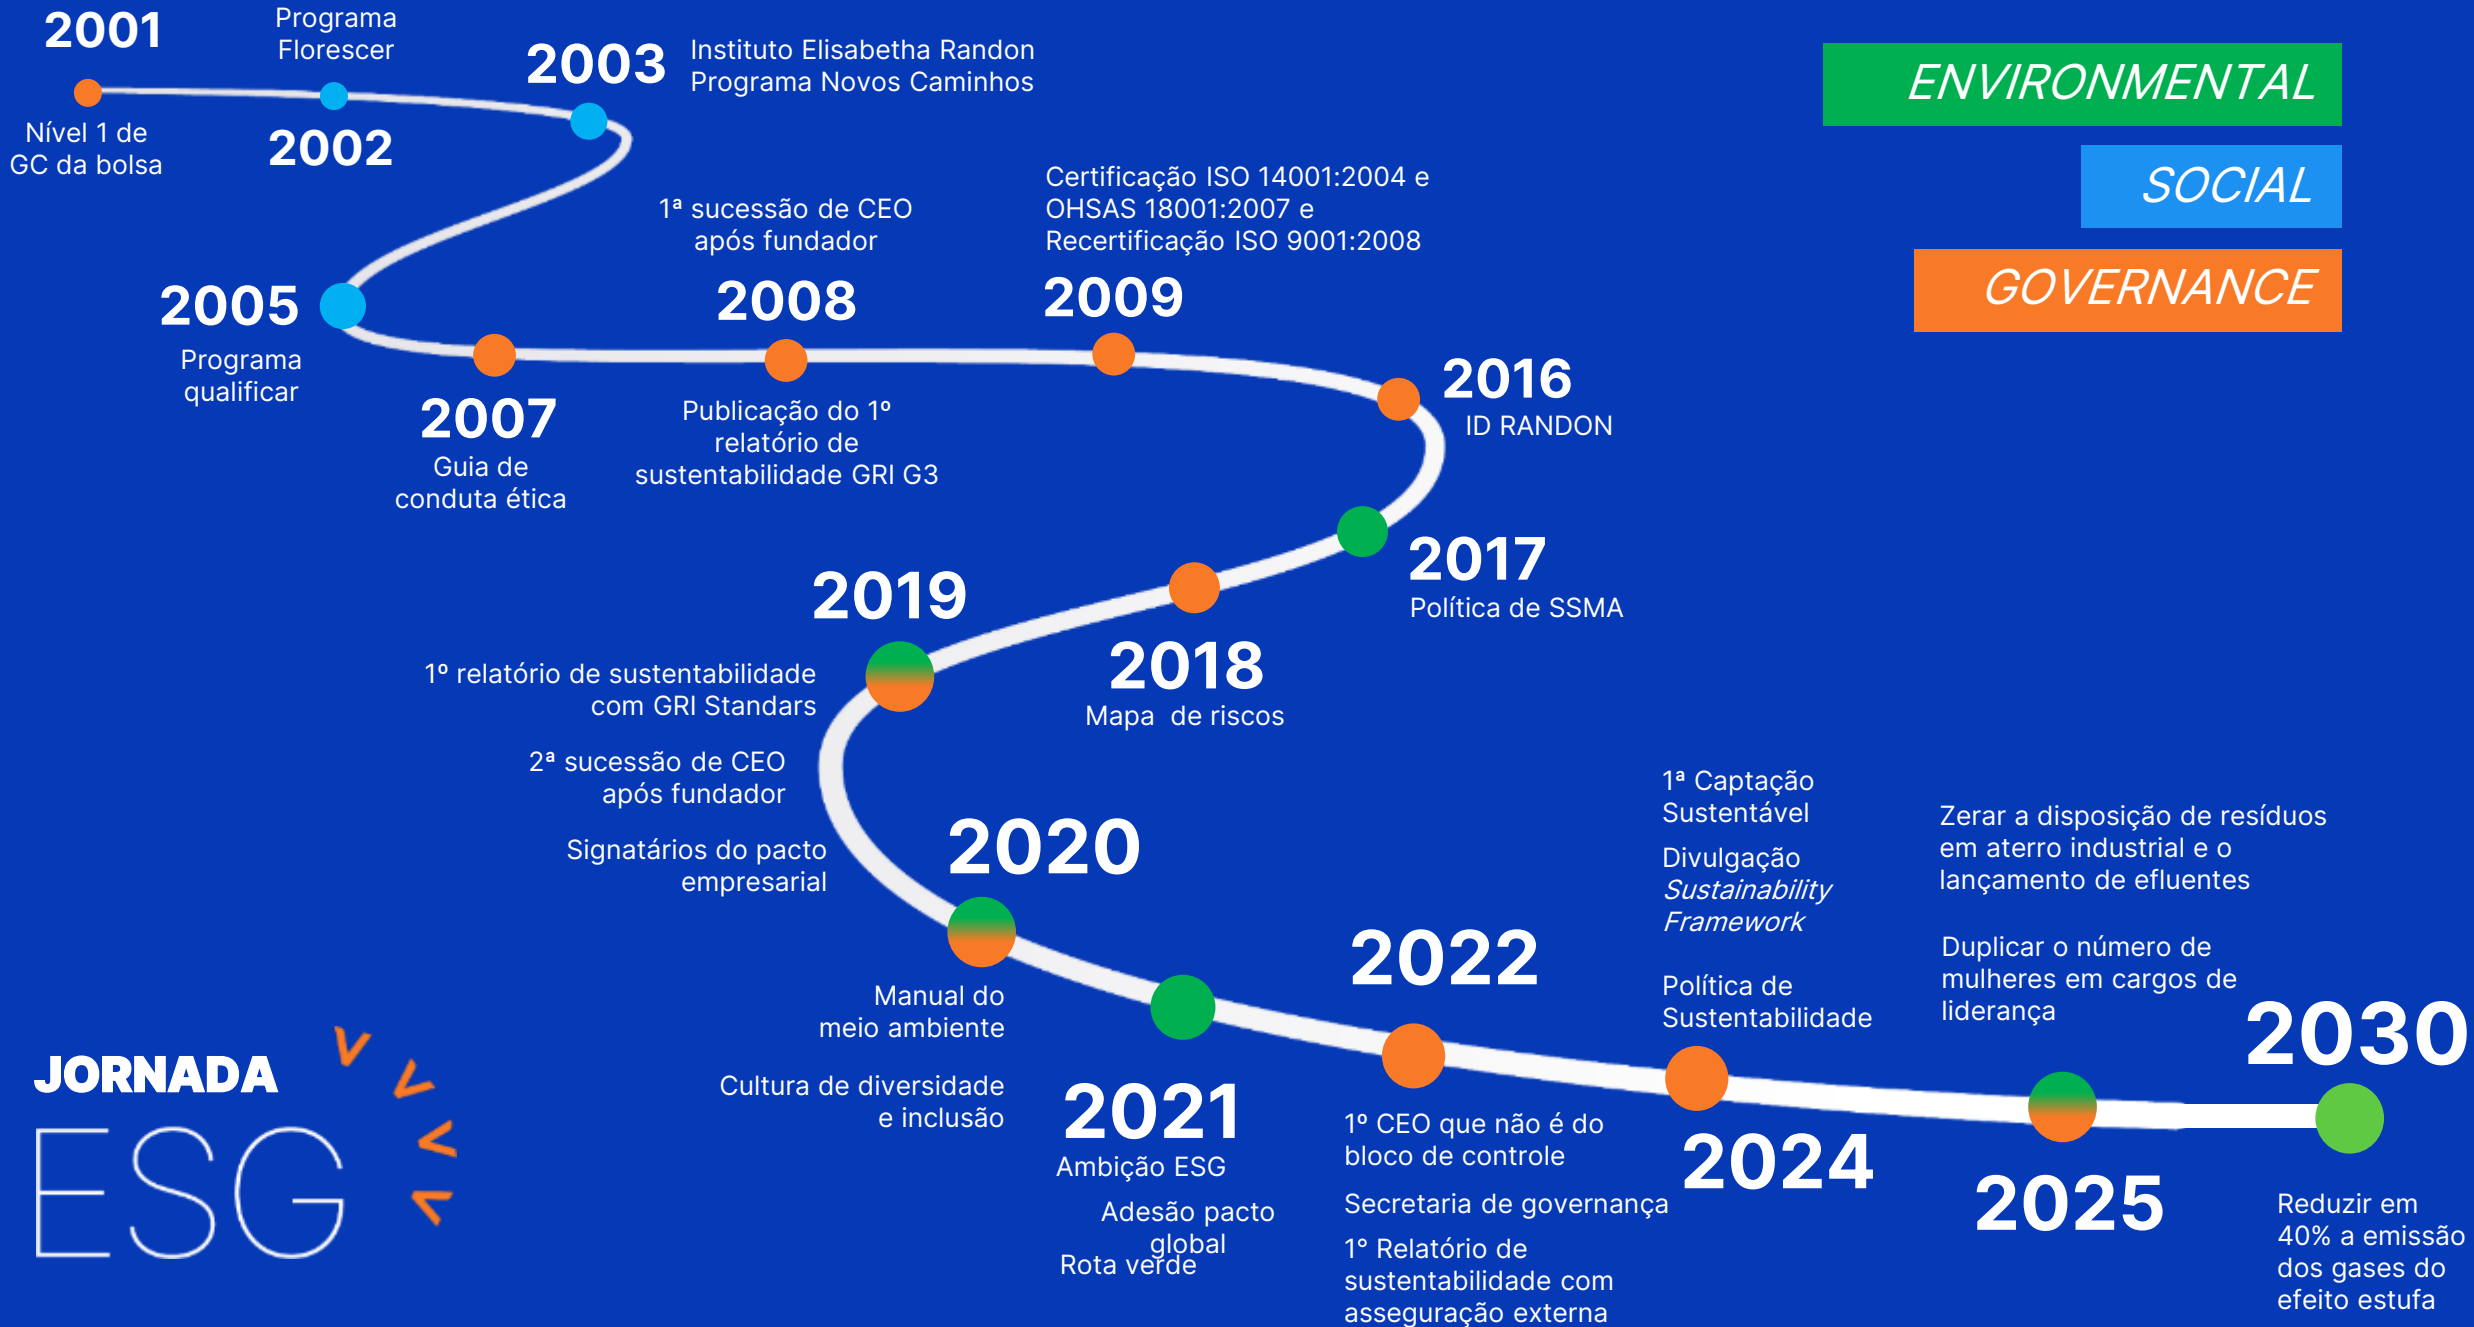 2001
Nível 1 de
GC da bolsa
Programa
Florescer
2002
2003
Instituto Elisabetha Randon
Programa Novos Caminhos
ENVIRONMENTAL
SOCIAL
GOVERNANCE
2005
Programa
qualificar
2007
Guia de
conduta ética
1ª sucessão de CEO
após fundador
2008
Publicação do 1º
relatório de
sustentabilidade GRI G3
Certificação ISO 14001:2004 e
OHSAS 18001:2007 e
Recertificação ISO 9001:2008
2009
2016
ID RANDON
2017
Política de SSMA
2018
Mapa de riscos
2019
1º relatório de sustentabilidade
com GRI Standars
2ª sucessão de CEO
após fundador
Signatários do pacto
empresarial
2020
Manual do
meio ambiente
Cultura de diversidade
e inclusão
2021
Ambição ESG
Adesão pacto
global
Rota verde
2022
1º CEO que não é do
bloco de controle
Secretaria de governança
1° Relatório de
sustentabilidade com
asseguração externa
1ª Captação
Sustentável
Divulgação
Sustainability
Framework
Política de
Sustentabilidade
2024
Zerar a disposição de resíduos
em aterro industrial e o
lançamento de efluentes
Duplicar o número de
mulheres em cargos de
liderança
2025
2030
Reduzir em
40% a emissão
dos gases do
efeito estufa
JORNADA
ESG